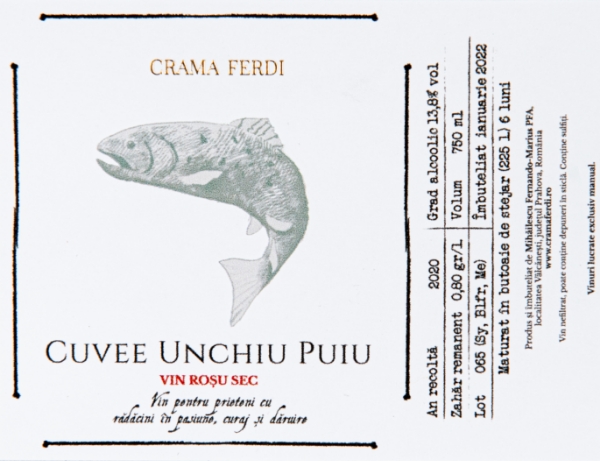 CRAMA FERDI
CUVEE UNCHIU PUIU
VIN ROȘU SEC
Vin pentru prieteni cu
rădăcini în pasiune, curaj și dăruire
An recoltă 2020 Grad alcoolic 13,8% vol
Zahăr remanent 0,80 gr/l Volum 750 ml
Lot 065 (Sy, Blfr, Me) Îmbuteliat ianuarie 2022
Maturat în butoaie de stejar (225 l) 6 luni
Produs și îmbuteliat de Mihăilescu Fernando-Marius PFA,
localitatea Vâlcănești, județul Prahova, România
www.cramaferdi.ro
Vin nefiltrat, poate conține depuneri în sticlă. Conține sulfiți.
Vinuri lucrate exclusiv manual.